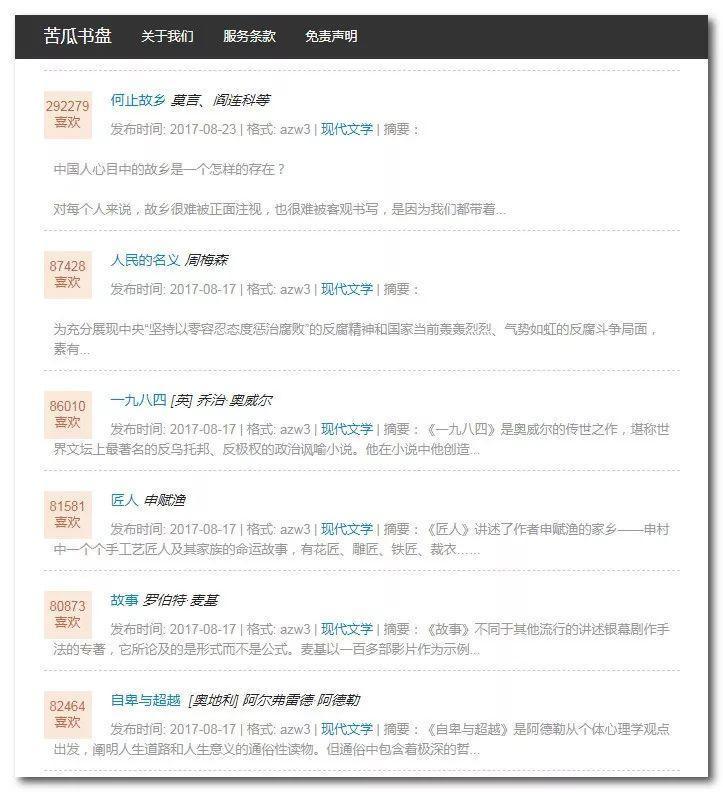 苦瓜书盘 关于我们 服务条款 免责声明
292279
喜欢
何止故乡 莫言、阎连科等
发布时间: 2017-08-23 | 格式: azw3 | 现代文学 | 摘要：
中国人心目中的故乡是一个怎样的存在？
对每个人来说，故乡很难被正面注视，也很难被客观书写，是因为我们都带着...
87428
喜欢
人民的名义 周梅森
发布时间: 2017-08-17 | 格式: azw3 | 现代文学 | 摘要：
为充分展现中央“坚持以零容忍态度惩治腐败”的反腐精神和国家当前轰轰烈烈、气势如虹的反腐斗争局面，
素有...
86010
喜欢
一九八四 [英] 乔治·奥威尔
发布时间: 2017-08-17 | 格式: azw3 | 现代文学 | 摘要：《一九八四》是奥威尔的传世之作，堪称世
界文坛上最著名的反乌托邦、反极权的政治讽喻小说。他在小说中他创造...
81581
喜欢
匠人 申赋渔
发布时间: 2017-08-17 | 格式: azw3 | 现代文学 | 摘要：《匠人》讲述了作者申赋渔的家乡——申村
中一个个手工艺匠人及其家族的命运故事，有花匠、雕匠、铁匠、裁衣……
80873
喜欢
故事 罗伯特·麦基
发布时间: 2017-08-17 | 格式: azw3 | 现代文学 | 摘要：《故事》不同于其他流行的讲述银幕剧作手
法的专著，它所论及的是形式而不是公式。麦基以一百多部影片作为示例...
82464
喜欢
自卑与超越 [奥地利] 阿尔弗雷德·阿德勒
发布时间: 2017-08-17 | 格式: azw3 | 现代文学 | 摘要：《自卑与超越》是阿德勒从个体心理学观点
出发，阐明人生道路和人生意义的通俗性读物。但通俗中包含着极深的哲...